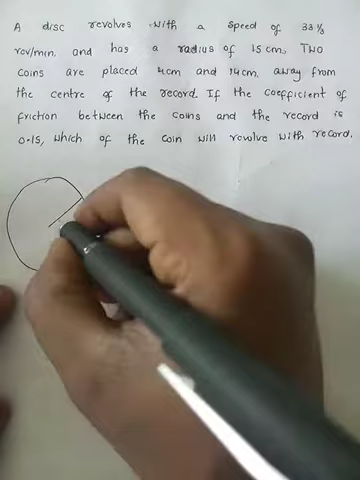 A disc revolves with a speed of 33 1/3
rev/min. and has a radius of 15 cm. Two
coins are placed 4cm and 14cm. away from
the centre of the record. If the coefficient of
friction between the coins and the record is
0.15, which of the coin will revolve with record.